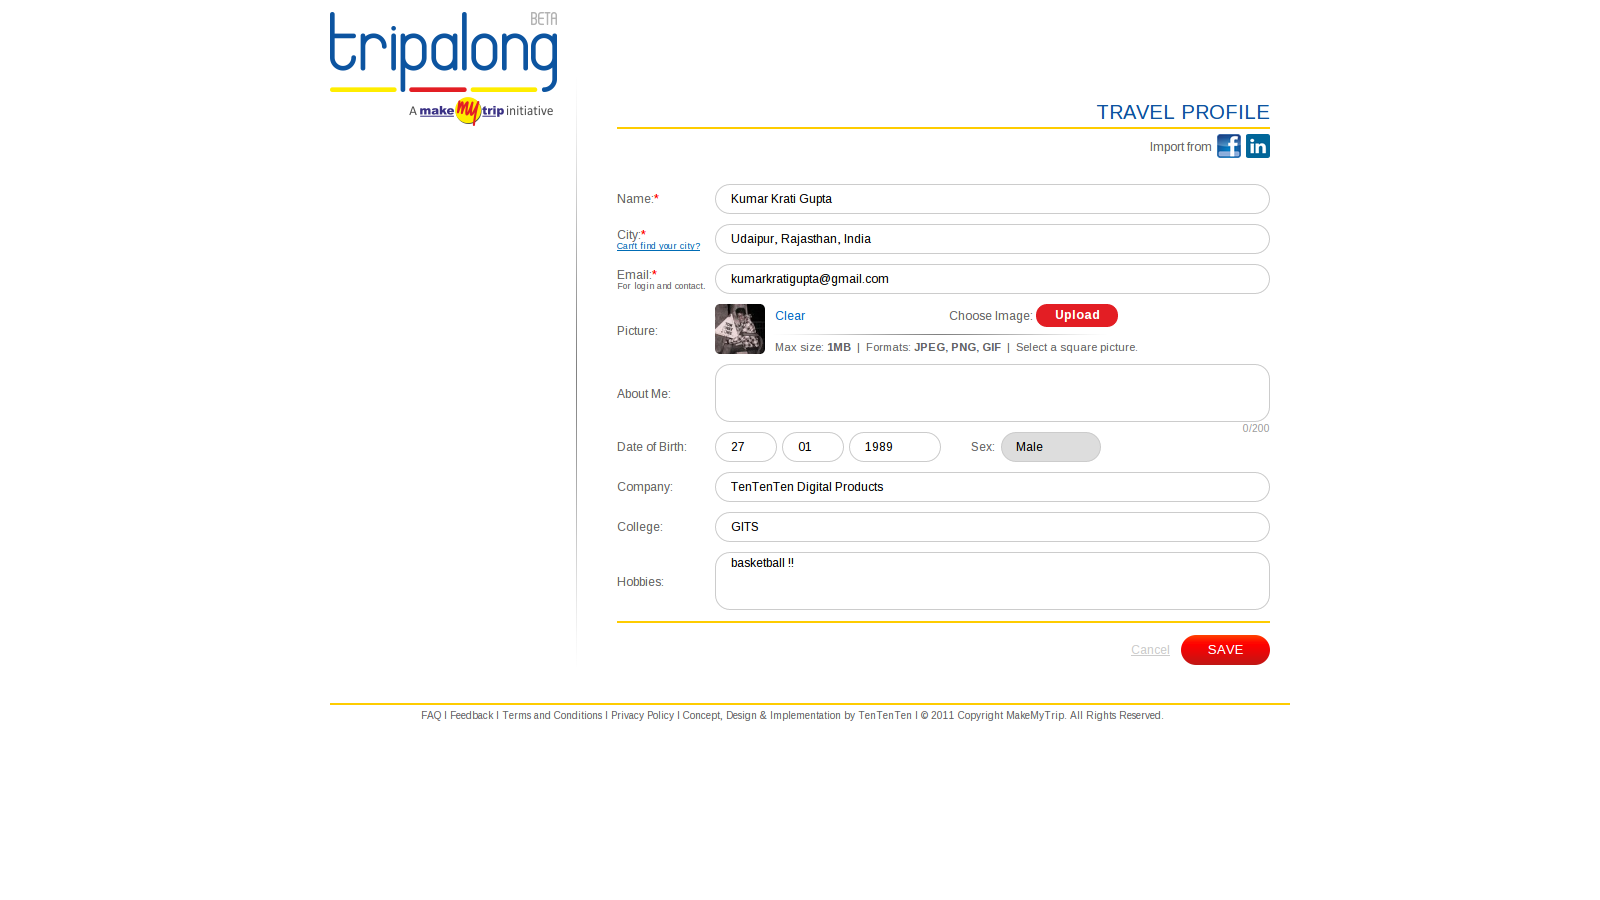 BETA
tripalong
A make my trip initiative
TRAVEL PROFILE
Import from f in
Name:* Kumar Krati Gupta
City:* Udaipur, Rajasthan, India
Can't find your city?
Email:* kumarkratigupta@gmail.com
For login and contact.
Picture: Clear Choose Image: Upload
Max size: 1MB | Formats: JPEG, PNG, GIF | Select a square picture.
About Me:
0/200
Date of Birth: 27 01 1989 Sex: Male
Company: TenTenTen Digital Products
College: GITS
Hobbies: basketball !!
Cancel SAVE
FAQ I Feedback I Terms and Conditions I Privacy Policy I Concept, Design & Implementation by TenTenTen I © 2011 Copyright MakeMyTrip. All Rights Reserved.